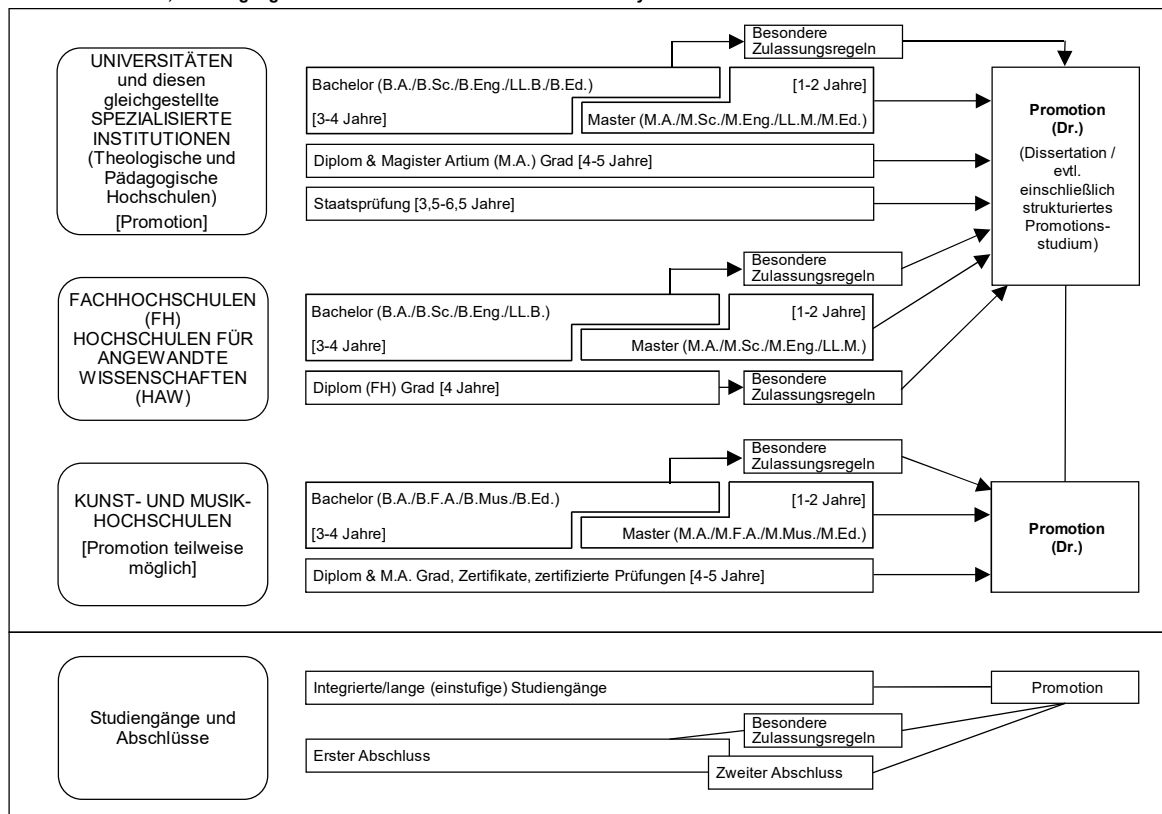 UNIVERSITÄTEN
und diesen
gleichgestellte
SPEZIALISIERTE
INSTITUTIONEN
(Theologische und
Pädagogische
Hochschulen)
[Promotion]
Besondere
Zulassungsregeln
Bachelor (B.A./B.Sc./B.Eng./LL.B./B.Ed.)
[3-4 Jahre]
[1-2 Jahre]
Master (M.A./M.Sc./M.Eng./LL.M./M.Ed.)
Diplom & Magister Artium (M.A.) Grad [4-5 Jahre]
Staatsprüfung [3,5-6,5 Jahre]
Promotion
(Dr.)
(Dissertation /
evtl.
einschließlich
strukturiertes
Promotions-
studium)
FACHHOCHSCHULEN
(FH)
HOCHSCHULEN FÜR
ANGEWANDTE
WISSENSCHAFTEN
(HAW)
Besondere
Zulassungsregeln
Bachelor (B.A./B.Sc./B.Eng./LL.B.)
[3-4 Jahre]
[1-2 Jahre]
Master (M.A./M.Sc./M.Eng./LL.M.)
Diplom (FH) Grad [4 Jahre]
Besondere
Zulassungsregeln
KUNST- UND MUSIK-
HOCHSCHULEN
[Promotion teilweise
möglich]
Besondere
Zulassungsregeln
Bachelor (B.A./B.F.A./B.Mus./B.Ed.)
[3-4 Jahre]
[1-2 Jahre]
Master (M.A./M.F.A./M.Mus./M.Ed.)
Diplom & M.A. Grad, Zertifikate, zertifizierte Prüfungen [4-5 Jahre]
Promotion
(Dr.)
Studiengänge und
Abschlüsse
Integrierte/lange (einstufige) Studiengänge
Promotion
Besondere
Zulassungsregeln
Erster Abschluss
Zweiter Abschluss